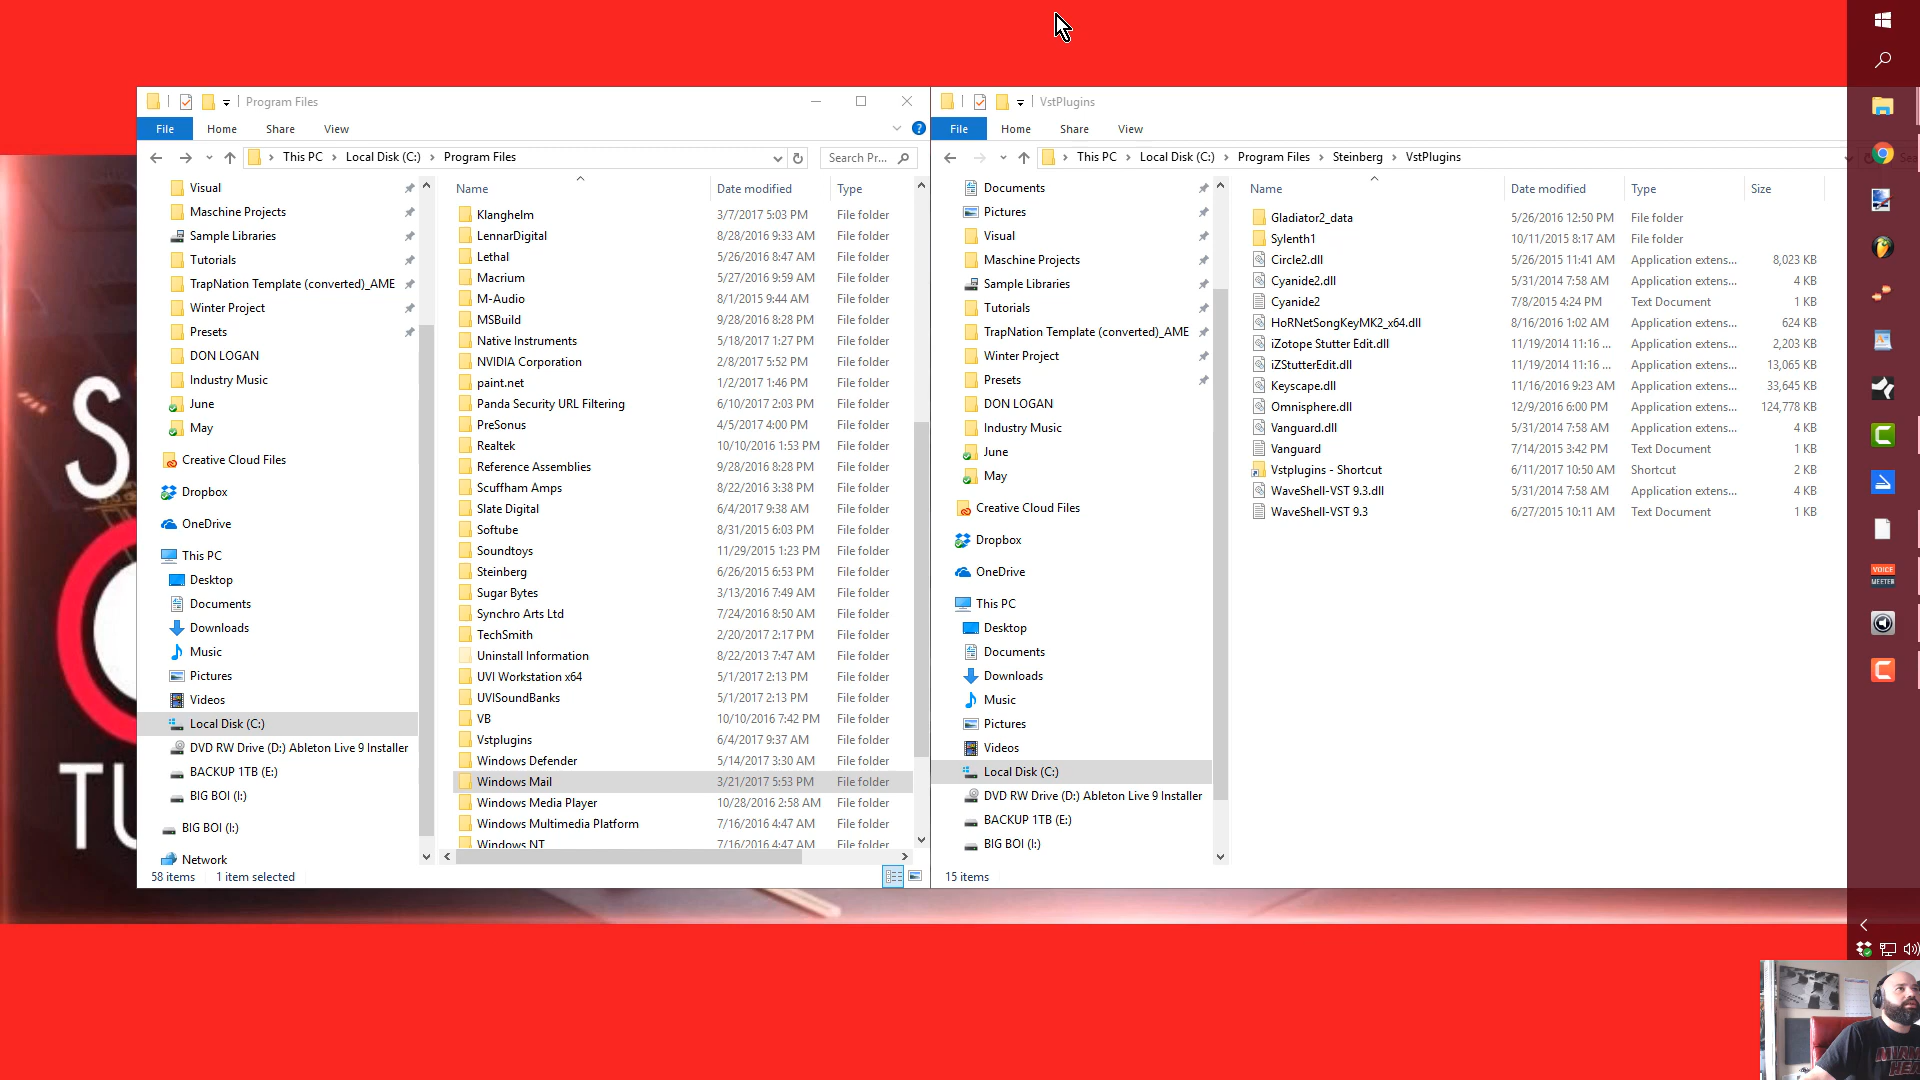 Program Files
File
Home
Share
View
This PC
Local Disk (C:)
Program Files
Search Pr...
Visual
Maschine Projects
Sample Libraries
Tutorials
TrapNation Template (converted)_AME
Winter Project
Presets
DON LOGAN
Industry Music
June
May
Creative Cloud Files
Dropbox
OneDrive
This PC
Desktop
Documents
Downloads
Music
Pictures
Videos
Local Disk (C:)
DVD RW Drive (D:) Ableton Live 9 Installer
BACKUP 1TB (E:)
BIG BOI (I:)
BIG BOI (I:)
Network
Name Date modified Type
Klanghelm 3/7/2017 5:03 PM File folder
LennarDigital 8/28/2016 9:33 AM File folder
Lethal 5/26/2016 8:47 AM File folder
Macrium 5/27/2016 9:59 AM File folder
M-Audio 8/1/2015 9:44 AM File folder
MSBuild 9/28/2016 8:28 PM File folder
Native Instruments 5/18/2017 1:27 PM File folder
NVIDIA Corporation 2/8/2017 5:52 PM File folder
paint.net 1/2/2017 1:46 PM File folder
Panda Security URL Filtering 6/10/2017 2:03 PM File folder
PreSonus 4/5/2017 4:00 PM File folder
Realtek 10/10/2016 1:53 PM File folder
Reference Assemblies 9/28/2016 8:28 PM File folder
Scuffham Amps 8/22/2016 3:38 PM File folder
Slate Digital 6/4/2017 9:38 AM File folder
Softube 8/31/2015 6:03 PM File folder
Soundtoys 11/29/2015 1:23 PM File folder
Steinberg 6/26/2015 6:53 PM File folder
Sugar Bytes 3/13/2016 7:49 AM File folder
Synchro Arts Ltd 7/24/2016 8:50 AM File folder
TechSmith 2/20/2017 2:17 PM File folder
Uninstall Information 8/22/2013 7:47 AM File folder
UVI Workstation x64 5/1/2017 2:13 PM File folder
UVISoundBanks 5/1/2017 2:13 PM File folder
VB 10/10/2016 7:42 PM File folder
Vstplugins 6/4/2017 9:37 AM File folder
Windows Defender 5/14/2017 3:30 AM File folder
Windows Mail 3/21/2017 5:53 PM File folder
Windows Media Player 10/28/2016 2:58 AM File folder
Windows Multimedia Platform 7/16/2016 4:47 AM File folder
Windows NT 7/16/2016 4:47 AM File folder
58 items 1 item selected
VstPlugins
File
Home
Share
View
This PC
Local Disk (C:)
Program Files
Steinberg
VstPlugins
Documents
Pictures
Visual
Maschine Projects
Sample Libraries
Tutorials
TrapNation Template (converted)_AME
Winter Project
Presets
DON LOGAN
Industry Music
June
May
Creative Cloud Files
Dropbox
OneDrive
This PC
Desktop
Documents
Downloads
Music
Pictures
Videos
Local Disk (C:)
DVD RW Drive (D:) Ableton Live 9 Installer
BACKUP 1TB (E:)
BIG BOI (I:)
Name Date modified Type Size
Gladiator2_data 5/26/2016 12:50 PM File folder
Sylenth1 10/11/2015 8:17 AM File folder
Circle2.dll 5/26/2015 11:41 AM Application extens... 8,023 KB
Cyanide2.dll 5/31/2014 7:58 AM Application extens... 4 KB
Cyanide2 7/8/2015 4:24 PM Text Document 1 KB
HoRNetSongKeyMK2_x64.dll 8/16/2016 1:02 AM Application extens... 624 KB
iZotope Stutter Edit.dll 11/19/2014 11:16 ... Application extens... 2,203 KB
iZStutterEdit.dll 11/19/2014 11:16 ... Application extens... 13,065 KB
Keyscape.dll 11/16/2016 9:23 AM Application extens... 33,645 KB
Omnisphere.dll 12/9/2016 6:00 PM Application extens... 124,778 KB
Vanguard.dll 5/31/2014 7:58 AM Application extens... 4 KB
Vanguard 7/14/2015 3:42 PM Text Document 1 KB
Vstplugins - Shortcut 6/11/2017 10:50 AM Shortcut 2 KB
WaveShell-VST 9.3.dll 5/31/2014 7:58 AM Application extens... 4 KB
WaveShell-VST 9.3 6/27/2015 10:11 AM Text Document 1 KB
15 items
VOICE
MEETER
S
TU